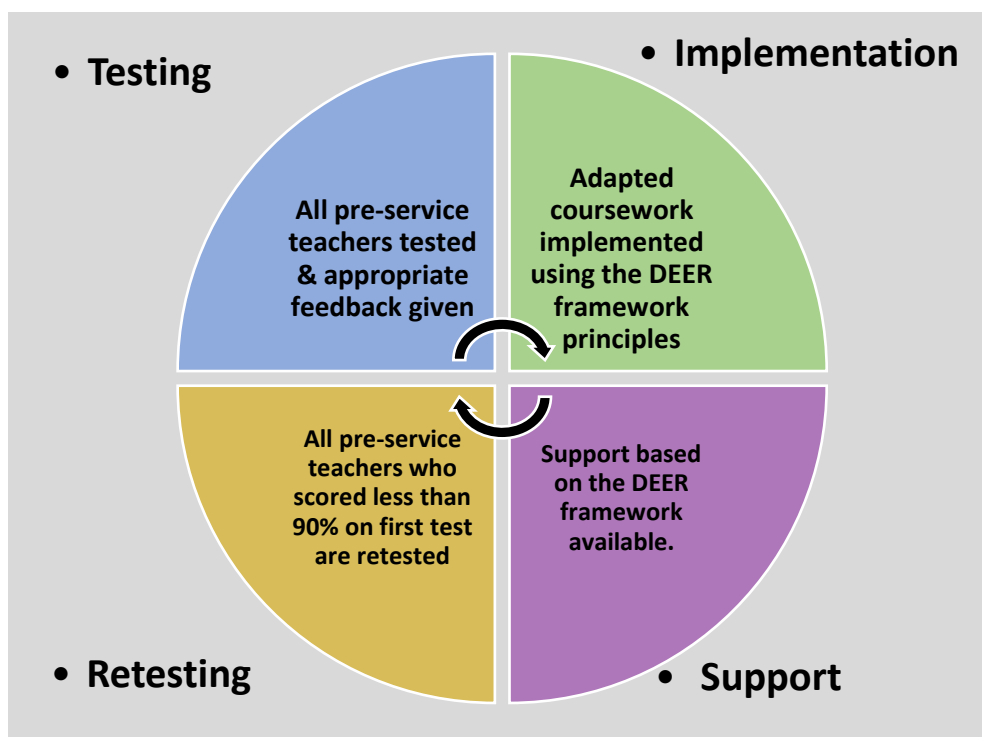 • Testing
All pre-service
teachers tested
& appropriate
feedback given
• Implementation
Adapted
coursework
implemented
using the DEER
framework
principles
All pre-service
teachers who
scored less than
90% on first test
are retested
• Retesting
Support based
on the DEER
framework
available.
• Support